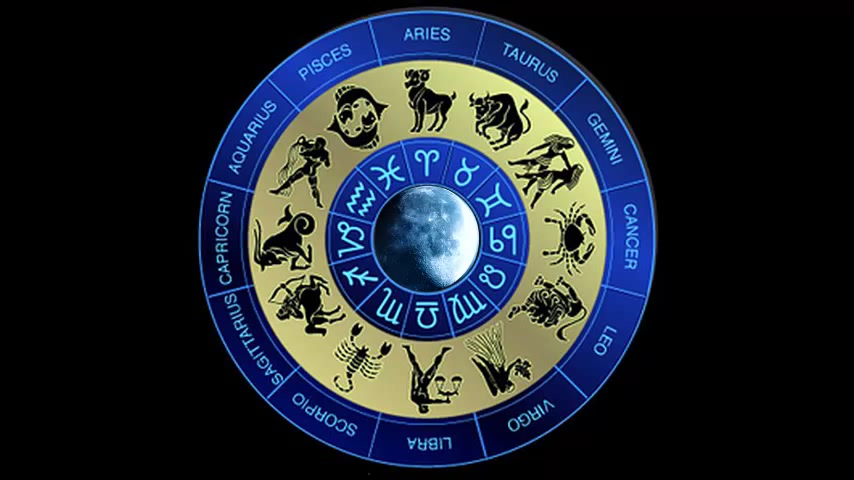 ARIES
TAURUS
GEMINI
CANCER
LEO
VIRGO
LIBRA
SCORPIO
SAGITTARIUS
CAPRICORN
AQUARIUS
PISCES